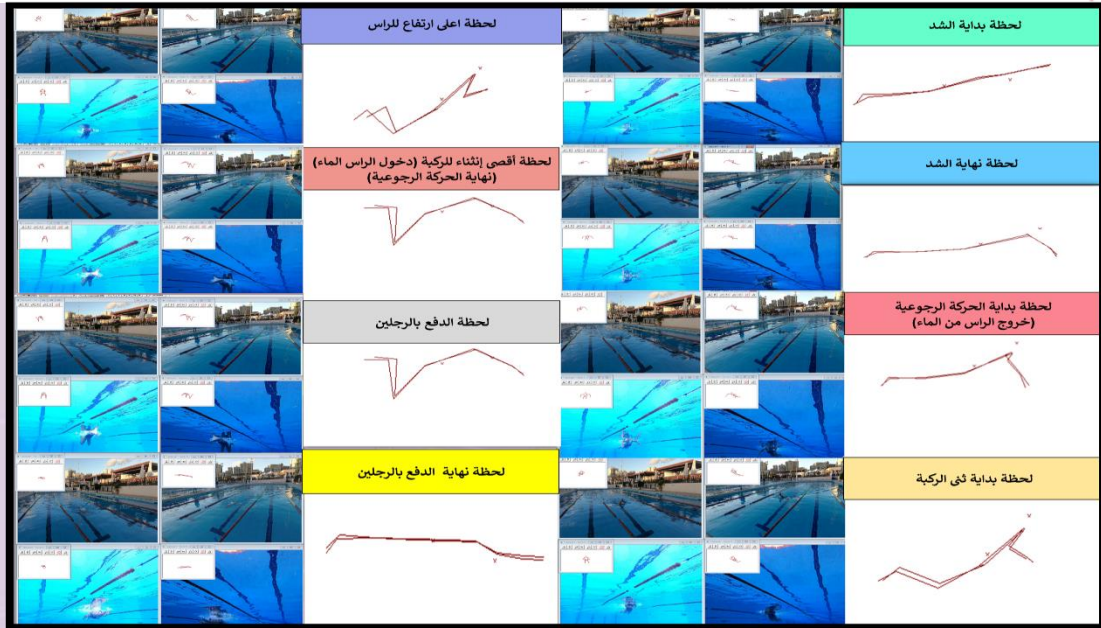 لحظة بداية الشد
لحظة نهاية الشد
لحظة بداية الحركة الرجوعية
(خروج الراس من الماء)
لحظة بداية ثنى الركبة
لحظة اعلى ارتفاع للراس
لحظة أقصى إنثناء للركبة (دخول الراس الماء)
(نهاية الحركة الرجوعية)
لحظة الدفع بالرجلين
لحظة نهاية الدفع بالرجلين